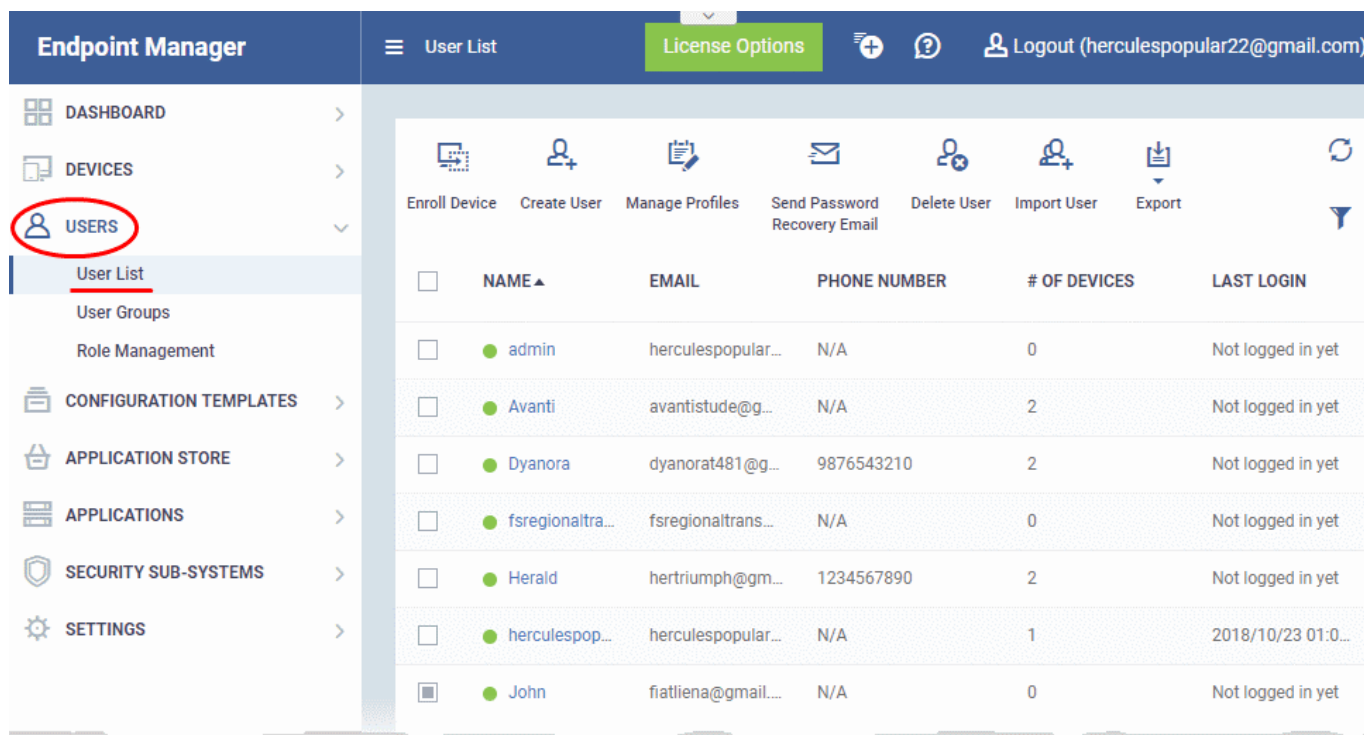 Endpoint Manager
User List
License Options
Logout (herculespopular22@gmail.com)
DASHBOARD
DEVICES
USERS
User List
User Groups
Role Management
CONFIGURATION TEMPLATES
APPLICATION STORE
APPLICATIONS
SECURITY SUB-SYSTEMS
SETTINGS
Enroll Device Create User Manage Profiles Send Password Delete User Import User Export
Recovery Email
NAME EMAIL PHONE NUMBER # OF DEVICES LAST LOGIN
admin herculespopular... N/A 0 Not logged in yet
Avanti avantistude@g... N/A 2 Not logged in yet
Dyanora dyanorat481@g... 9876543210 2 Not logged in yet
fsregionaltra... fsregionaltrans... N/A 0 Not logged in yet
Herald hertriumph@gm... 1234567890 2 Not logged in yet
herculespop... herculespopular... N/A 1 2018/10/23 01:0...
John fiatliena@gmail.... N/A 0 Not logged in yet